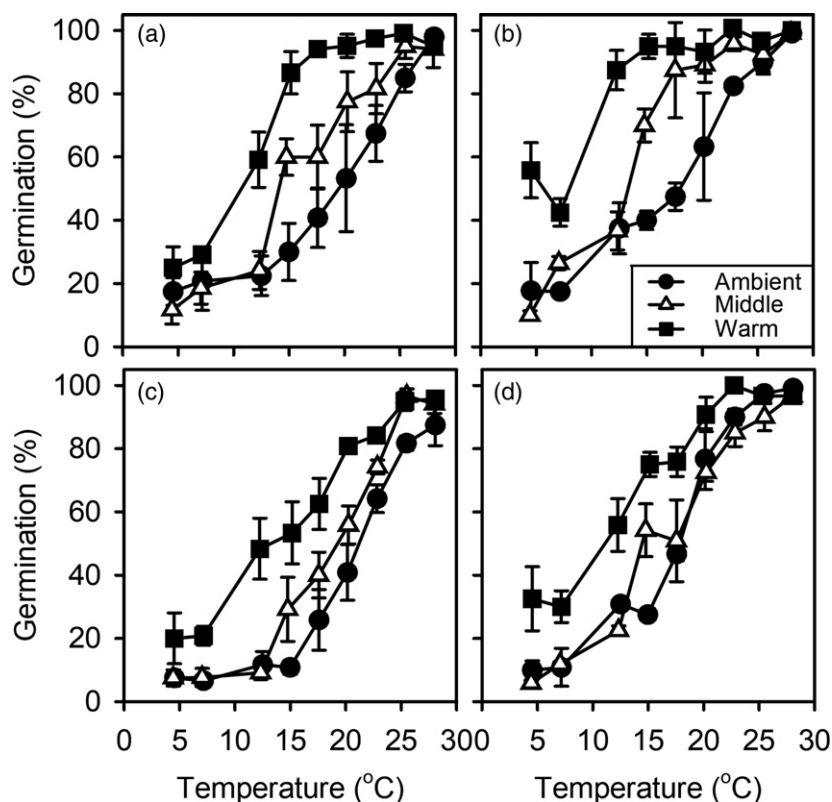 (a)
(b)
Germination (%)
100
80
60
40
20
0
Ambient
Middle
Warm
(c)
(d)
Germination (%)
100
80
60
40
20
0
0 5 10 15 20 25 30 0 5 10 15 20 25 30
Temperature (°C) Temperature (°C)